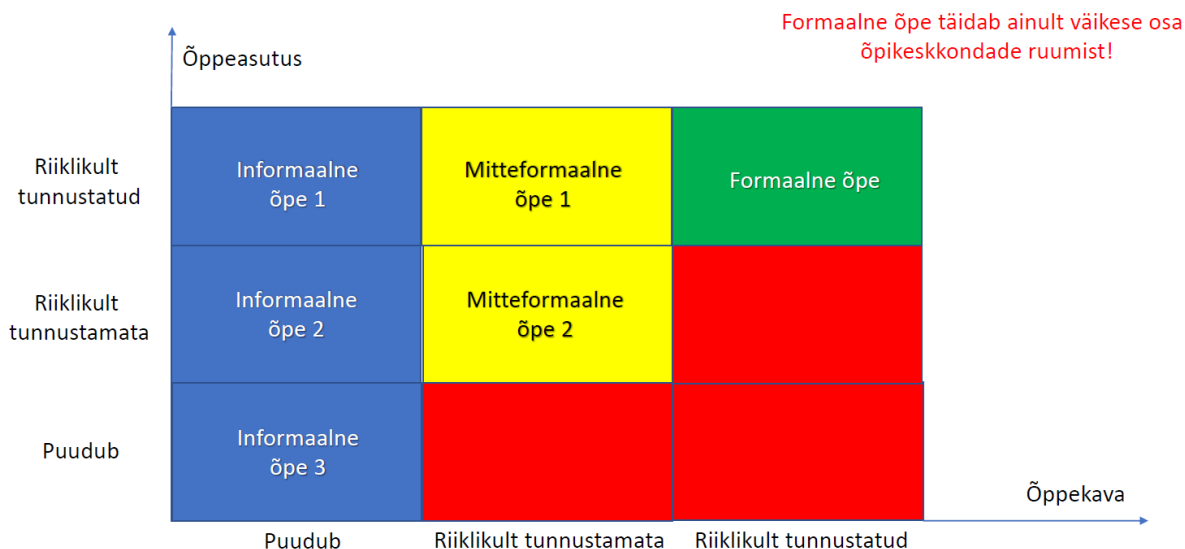 Formaalne õpe täidab ainult väikese osa
õpikeskkondade ruumist!
Õppeasutus
Riiklikult
tunnustatud
Informaalne
õpe 1
Mitteformaalne
õpe 1
Formaalne õpe
Riiklikult
tunnustamata
Informaalne
õpe 2
Mitteformaalne
õpe 2
Puudub
Informaalne
õpe 3
Õppekava
Puudub
Riiklikult tunnustamata
Riiklikult tunnustatud